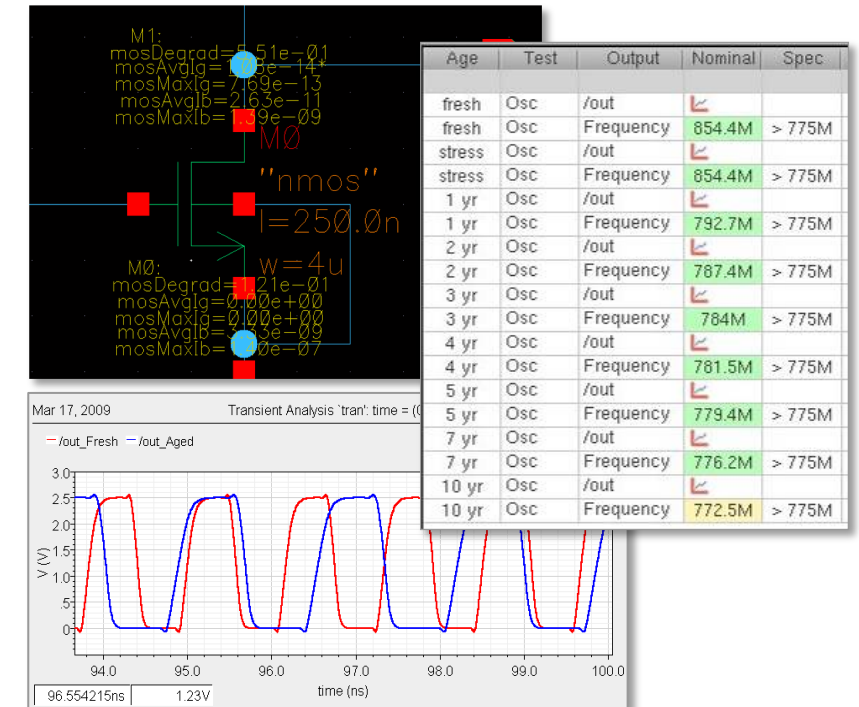 M1:
mosDegrad=5.51e-01
mosMaxIg=7.69e-13
mosAvgIb=2.63e-11
mosMaxIb=1.39e-09
M0
"nmos"
l=250.0n
w=4u
M0:
mosDegrad=1.21e-01
mosAvgIg=0.00e+00
mosMaxIg=0.00e+00
Age Test Output Nominal Spec
fresh Osc /out
fresh Osc Frequency 854.4M > 775M
stress Osc /out
stress Osc Frequency 854.4M > 775M
1 yr Osc /out
1 yr Osc Frequency 792.7M > 775M
2 yr Osc /out
2 yr Osc Frequency 787.4M > 775M
3 yr Osc /out
3 yr Osc Frequency 784M > 775M
4 yr Osc /out
4 yr Osc Frequency 781.5M > 775M
5 yr Osc /out
5 yr Osc Frequency 779.4M > 775M
7 yr Osc /out
7 yr Osc Frequency 776.2M > 775M
10 yr Osc /out
10 yr Osc Frequency 772.5M > 775M
Mar 17, 2009 Transient Analysis `tran': time = (0
/out_Fresh /out_Aged
V (V)
3.0
2.5
2.0
1.5
1.0
.5
0
94.0 95.0 96.0 97.0 98.0 99.0 100.0
time (ns)
96.554215ns 1.23V